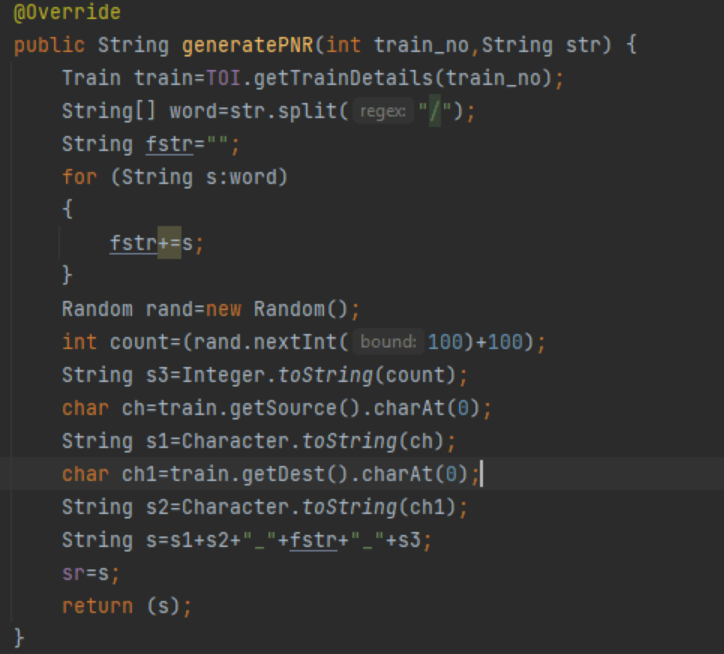 @Override
public String generatePNR(int train_no,String str) {
    Train train=TOI.getTrainDetails(train_no);
    String[] word=str.split( regex: "/");
    String fstr="";
    for (String s:word)
    {
        fstr+=s;
    }
    Random rand=new Random();
    int count=(rand.nextInt( bound: 100)+100);
    String s3=Integer.toString(count);
    char ch=train.getSource().charAt(0);
    String s1=Character.toString(ch);
    char ch1=train.getDest().charAt(0);
    String s2=Character.toString(ch1);
    String s=s1+s2+"_"+fstr+"_"+s3;
    sr=s;
    return (s);
}